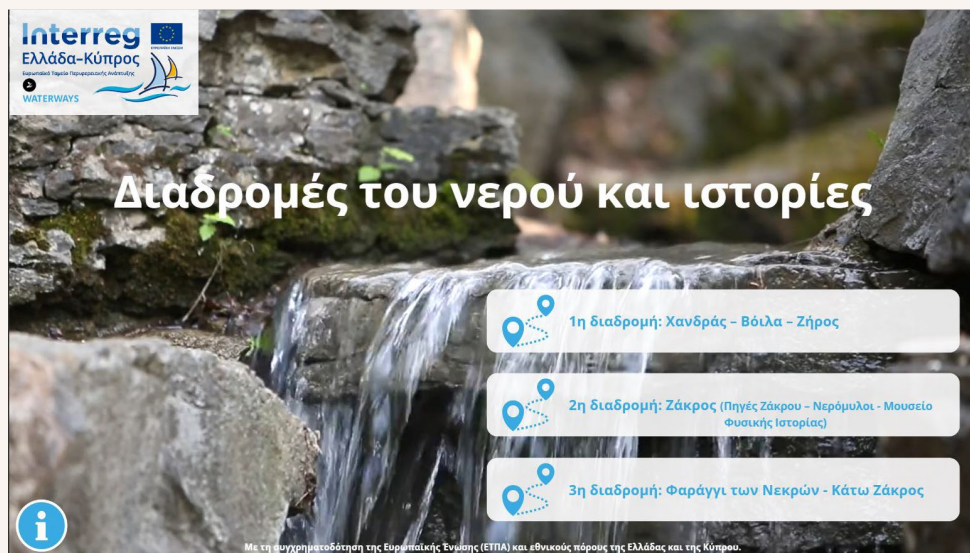 Interreg
ΕΥΡΩΠΑΪΚΗ ΕΝΩΣΗ
Ελλάδα-Κύπρος
Ευρωπαϊκό Ταμείο Περιφερειακής Ανάπτυξης
WATERWAYS
Διαδρομές του νερού και ιστορίες
1η διαδρομή: Χανδράς – Βόιλα – Ζήρος
2η διαδρομή: Ζάκρος (Πηγές Ζάκρου – Νερόμυλοι - Μουσείο
Φυσικής Ιστορίας)
3η διαδρομή: Φαράγγι των Νεκρών - Κάτω Ζάκρος
i
Με τη συγχρηματοδότηση της Ευρωπαϊκής Ένωσης (ΕΤΠΑ) και εθνικούς πόρους της Ελλάδας και της Κύπρου.